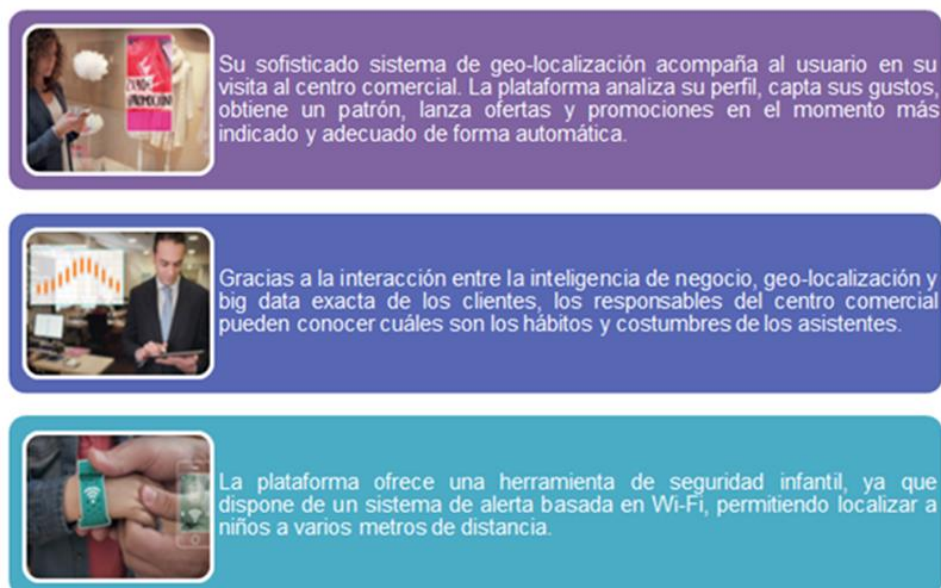 Su sofisticado sistema de geo-localización acompaña al usuario en su
visita al centro comercial. La plataforma analiza su perfil, capta sus gustos,
obtiene un patrón, lanza ofertas y promociones en el momento más
indicado y adecuado de forma automática.
Gracias a la interacción entre la inteligencia de negocio, geo-localización y
big data exacta de los clientes, los responsables del centro comercial
pueden conocer cuáles son los hábitos y costumbres de los asistentes.
La plataforma ofrece una herramienta de seguridad infantil, ya que
dispone de un sistema de alerta basada en Wi-Fi, permitiendo localizar a
niños a varios metros de distancia.